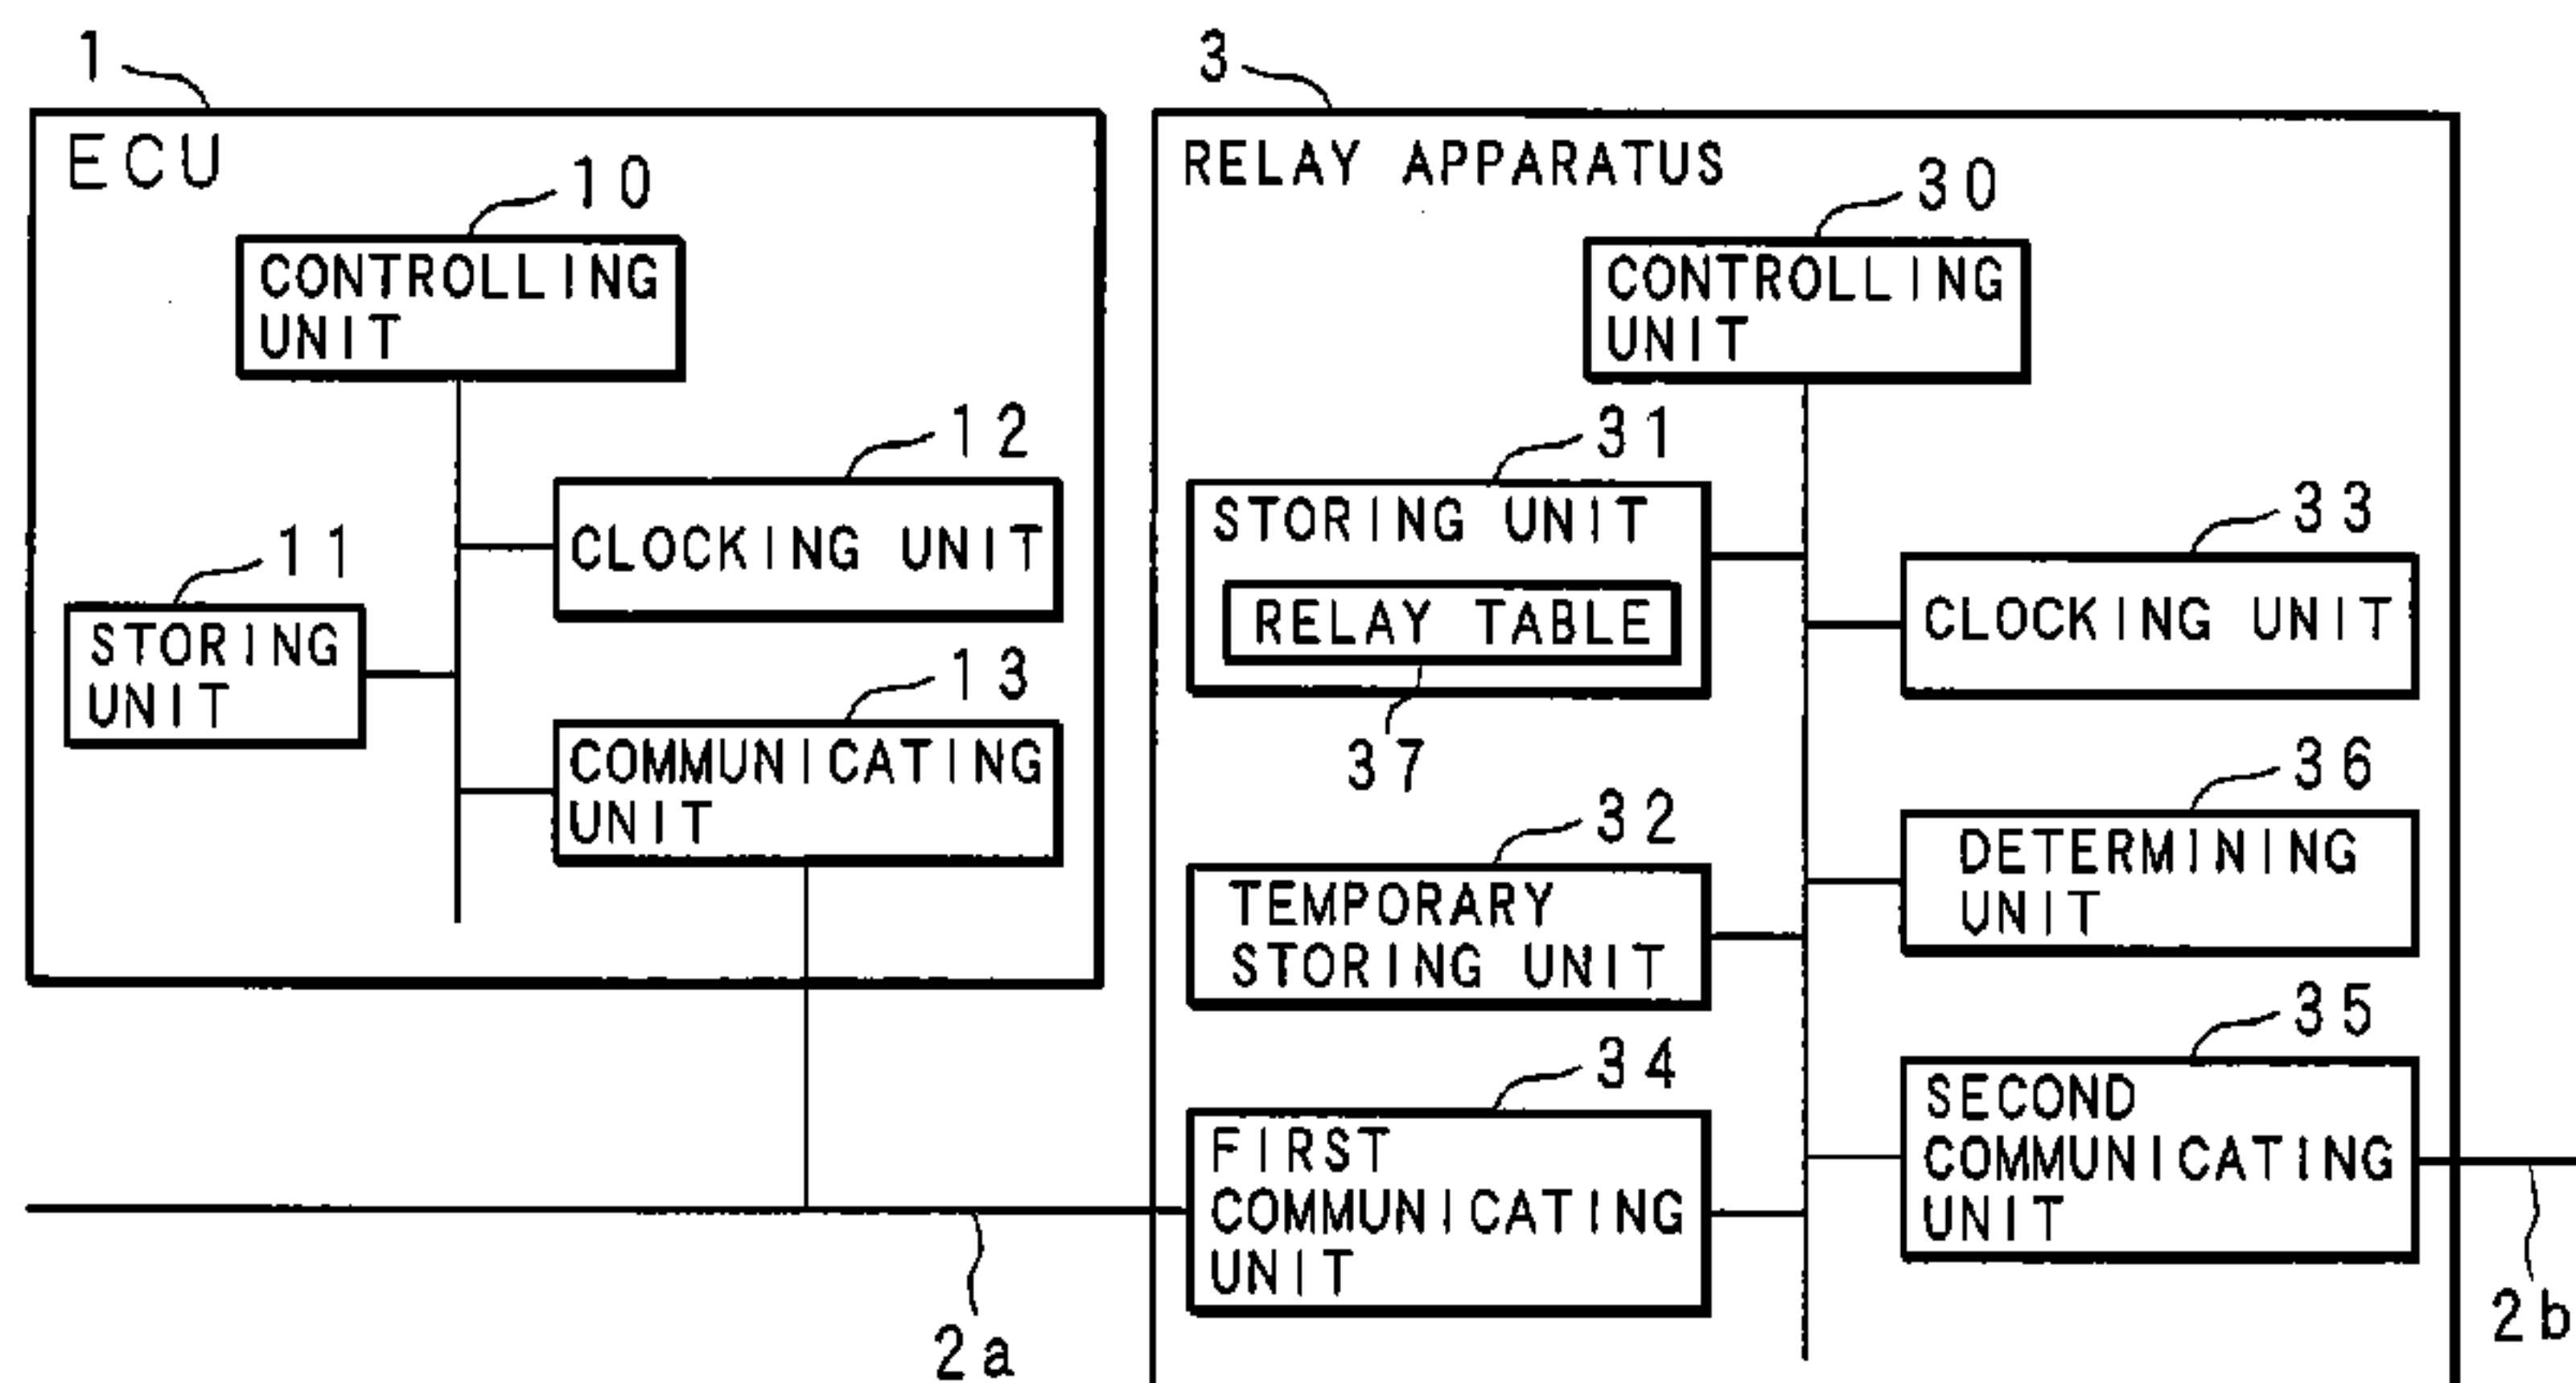 1
ECU
10
CONTROLLING
UNIT
12
CLOCKING UNIT
11
STORING
UNIT
13
COMMUNICATING
UNIT
2a
3
RELAY APPARATUS
30
CONTROLLING
UNIT
31
STORING UNIT
RELAY TABLE
37
33
CLOCKING UNIT
32
TEMPORARY
STORING UNIT
36
DETERMINING
UNIT
34
FIRST
COMMUNICATING
UNIT
35
SECOND
COMMUNICATING
UNIT
2b